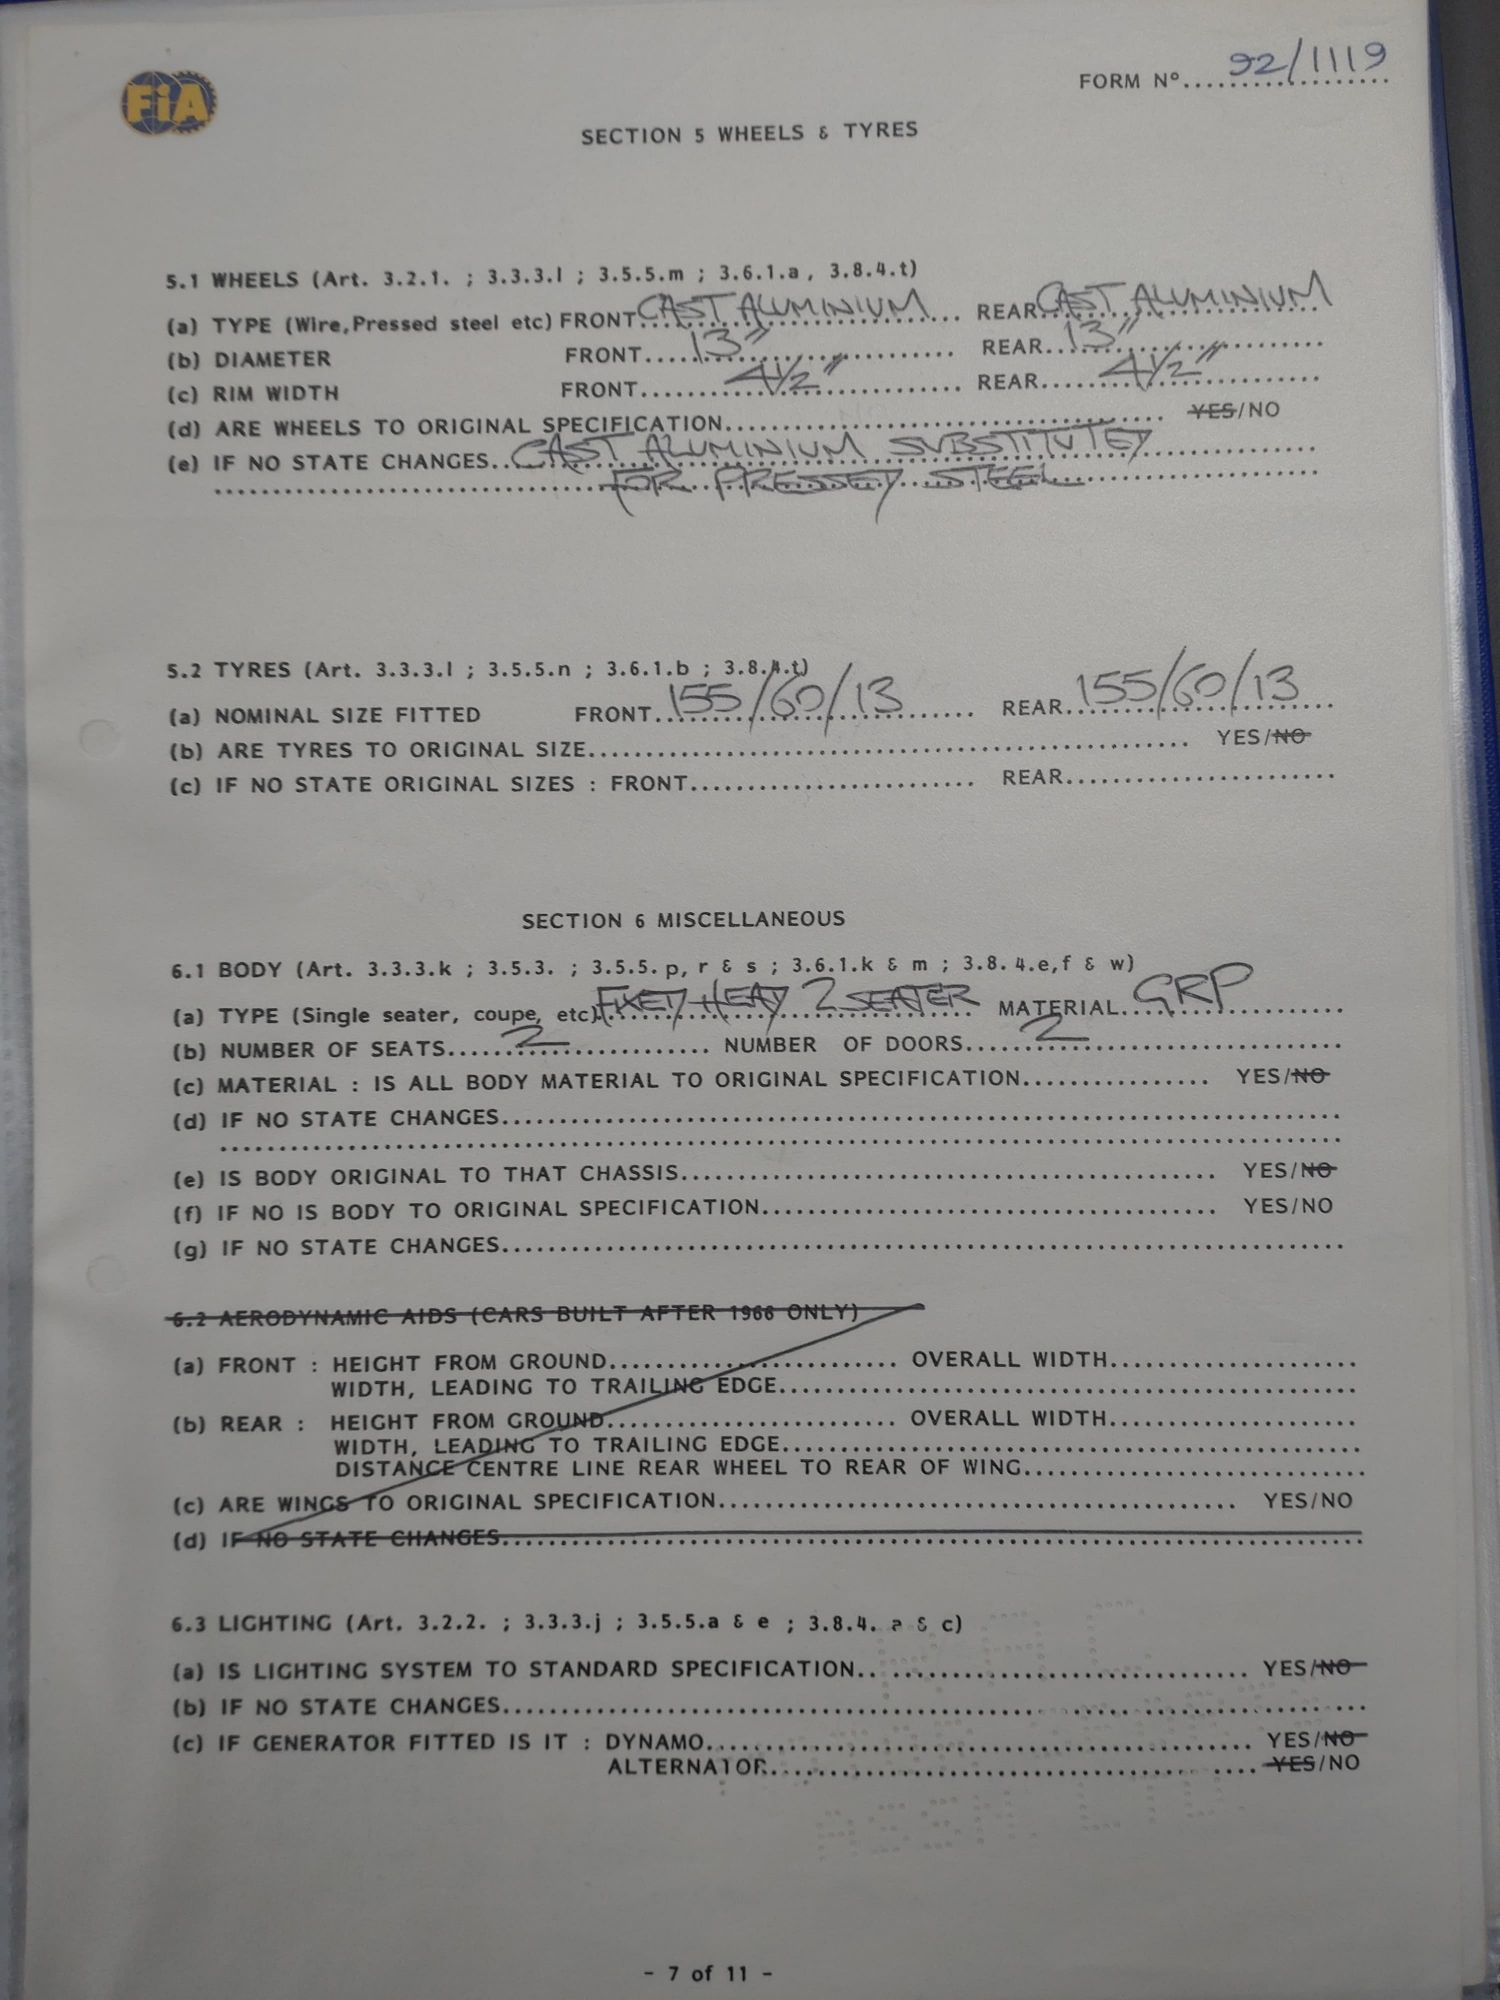 FiA
FORM Nº.... 92/1119
SECTION 5 WHEELS & TYRES
5.1 WHEELS (Art. 3.2.1. ; 3.3.3.l ; 3.5.5.m ; 3.6.1.a, 3.8.4.t)
(a) TYPE (Wire,Pressed steel etc) FRONT CAST ALUMINIUM REAR CAST ALUMINIUM
(b) DIAMETER FRONT 13" REAR 13"
(c) RIM WIDTH FRONT 4½" REAR 4½"
(d) ARE WHEELS TO ORIGINAL SPECIFICATION YES/NO
(e) IF NO STATE CHANGES CAST ALUMINIUM SUBSTITUTED
FOR PRESSED STEEL
5.2 TYRES (Art. 3.3.3.l ; 3.5.5.n ; 3.6.1.b ; 3.8.4.t)
(a) NOMINAL SIZE FITTED FRONT 155/60/13 REAR 155/60/13
(b) ARE TYRES TO ORIGINAL SIZE YES/NO
(c) IF NO STATE ORIGINAL SIZES : FRONT REAR
SECTION 6 MISCELLANEOUS
6.1 BODY (Art. 3.3.3.k ; 3.5.3. ; 3.5.5. p, r & s ; 3.6.1.k & m ; 3.8.4.e,f & w)
(a) TYPE (Single seater, coupe, etc) FIXED HEAD 2 SEATER MATERIAL GRP
(b) NUMBER OF SEATS 2 NUMBER OF DOORS 2
(c) MATERIAL : IS ALL BODY MATERIAL TO ORIGINAL SPECIFICATION YES/NO
(d) IF NO STATE CHANGES
(e) IS BODY ORIGINAL TO THAT CHASSIS YES/NO
(f) IF NO IS BODY TO ORIGINAL SPECIFICATION YES/NO
(g) IF NO STATE CHANGES
6.2 AERODYNAMIC AIDS (CARS BUILT AFTER 1966 ONLY)
(a) FRONT : HEIGHT FROM GROUND OVERALL WIDTH
WIDTH, LEADING TO TRAILING EDGE
(b) REAR : HEIGHT FROM GROUND OVERALL WIDTH
WIDTH, LEADING TO TRAILING EDGE
DISTANCE CENTRE LINE REAR WHEEL TO REAR OF WING
(c) ARE WINGS TO ORIGINAL SPECIFICATION YES/NO
(d) IF NO STATE CHANGES
6.3 LIGHTING (Art. 3.2.2. ; 3.3.3.j ; 3.5.5.a & e ; 3.8.4. a & c)
(a) IS LIGHTING SYSTEM TO STANDARD SPECIFICATION YES/NO
(b) IF NO STATE CHANGES
(c) IF GENERATOR FITTED IS IT : DYNAMO YES/NO
ALTERNATOR YES/NO
- 7 of 11 -